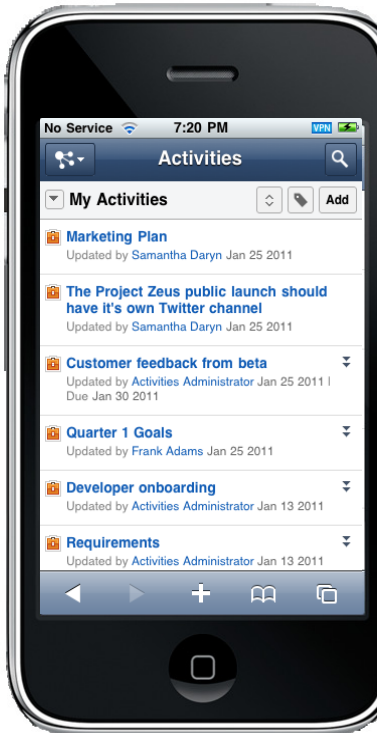 No Service 7:20 PM VPN
Activities
My Activities Add
Marketing Plan
Updated by Samantha Daryn Jan 25 2011
The Project Zeus public launch should
have it's own Twitter channel
Updated by Samantha Daryn Jan 25 2011
Customer feedback from beta
Updated by Activities Administrator Jan 25 2011 |
Due Jan 30 2011
Quarter 1 Goals
Updated by Frank Adams Jan 25 2011
Developer onboarding
Updated by Activities Administrator Jan 13 2011
Requirements
Updated by Activities Administrator Jan 13 2011